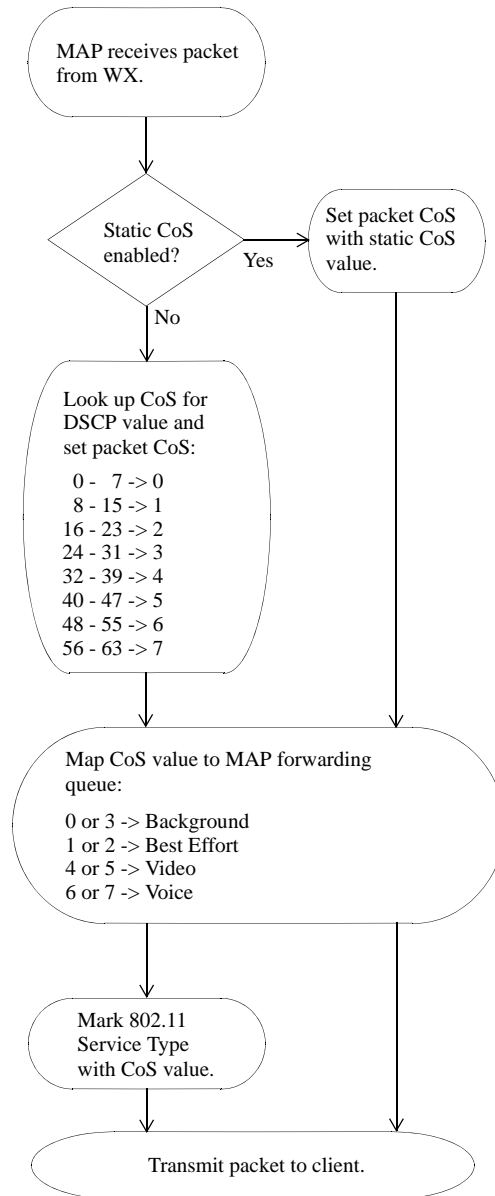 MAP receives packet
from WX.
Static CoS
enabled?
Yes
Set packet CoS
with static CoS
value.
No
Look up CoS for
DSCP value and
set packet CoS:
0 - 7 -> 0
8 - 15 -> 1
16 - 23 -> 2
24 - 31 -> 3
32 - 39 -> 4
40 - 47 -> 5
48 - 55 -> 6
56 - 63 -> 7
Map CoS value to MAP forwarding
queue:
0 or 3 -> Background
1 or 2 -> Best Effort
4 or 5 -> Video
6 or 7 -> Voice
Mark 802.11
Service Type
with CoS value.
Transmit packet to client.